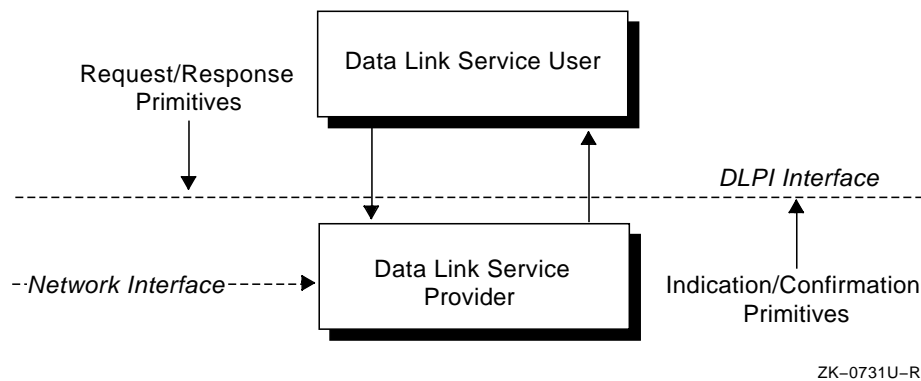 Data Link Service User
Request/Response
Primitives
DLPI Interface
Data Link Service
Provider
Network Interface
Indication/Confirmation
Primitives
ZK–0731U–R